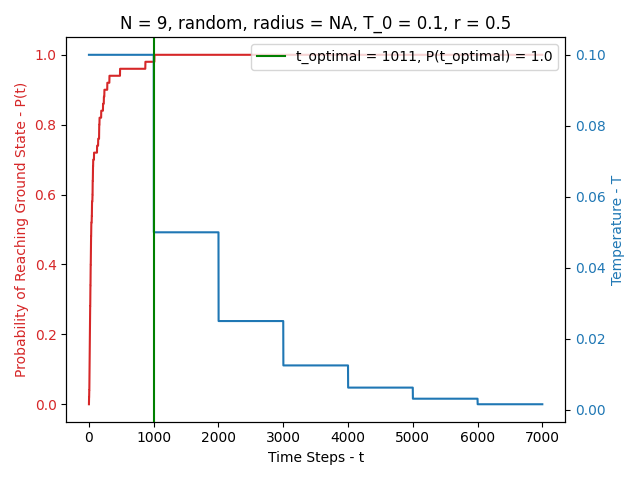 N = 9, random, radius = NA, T_0 = 0.1, r = 0.5
t_optimal = 1011, P(t_optimal) = 1.0
Probability of Reaching Ground State - P(t)
1.0
0.8
0.6
0.4
0.2
0.0
0.10
0.08
0.06
0.04
0.02
0.00
Temperature - T
0 1000 2000 3000 4000 5000 6000 7000
Time Steps - t